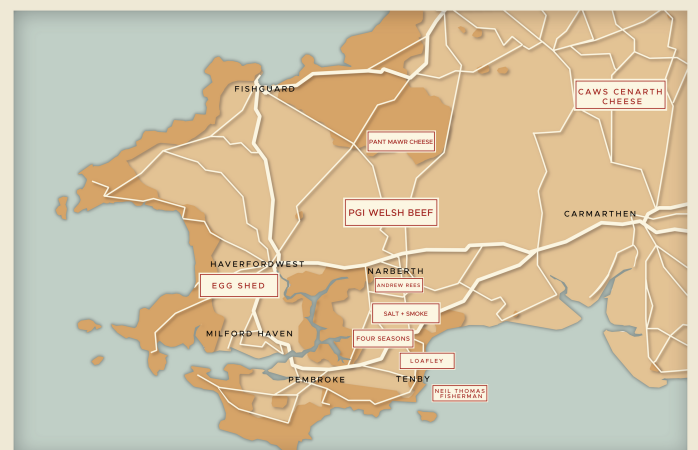 FISHGUARD
CAWS CENARTH
CHEESE
PANT MAWR CHEESE
PGI WELSH BEEF
CARMARTHEN
HAVERFORDWEST
NARBERTH
EGG SHED
ANDREW REES
SALT + SMOKE
MILFORD HAVEN
FOUR SEASONS
LOAFLEY
PEMBROKE
TENBY
NEIL THOMAS
FISHERMAN